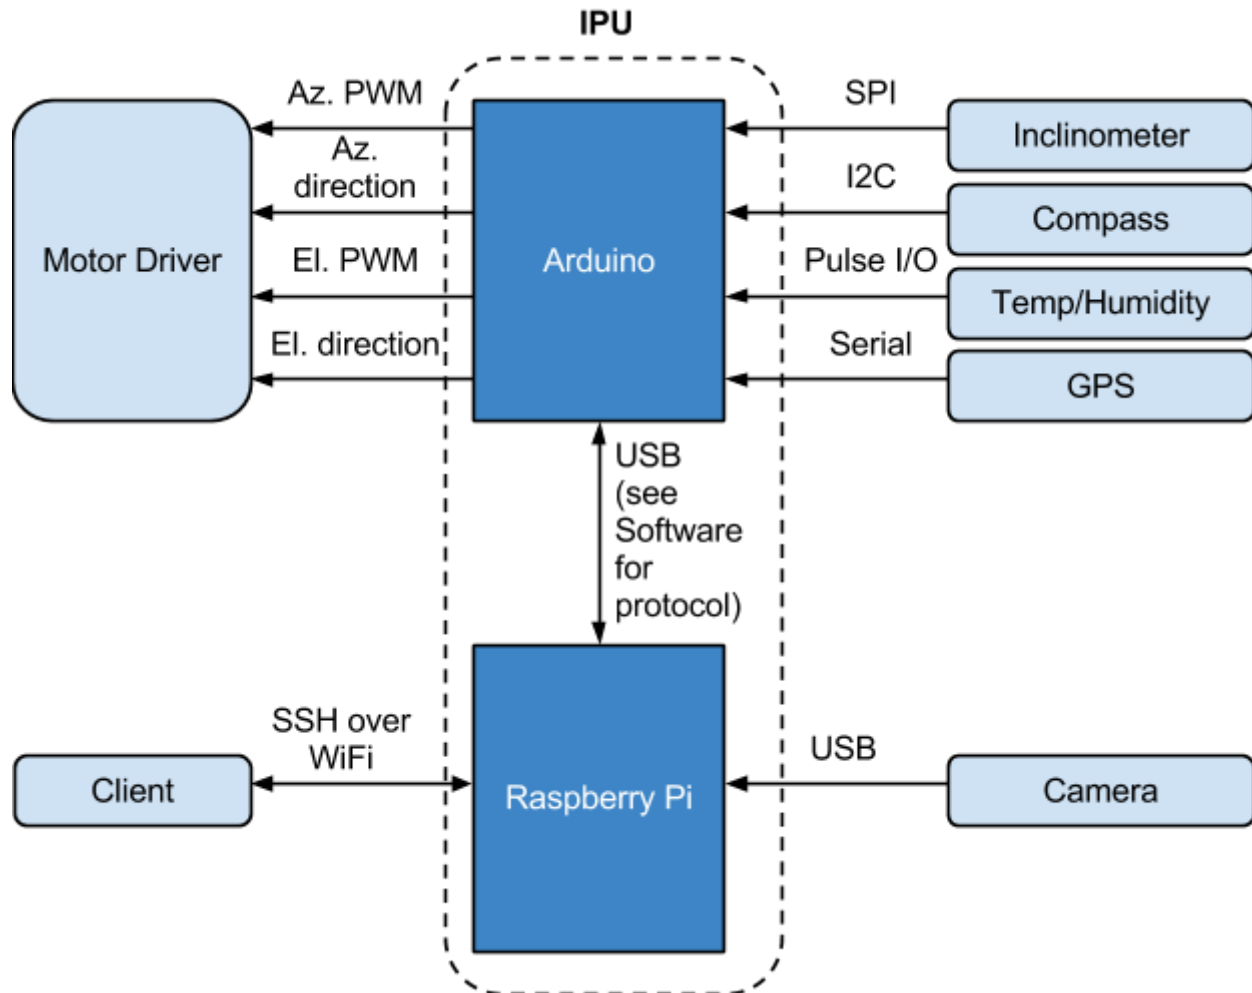 IPU
Az. PWM
SPI
Az.
direction
Inclinometer
I2C
Compass
Motor Driver
El. PWM
Arduino
Pulse I/O
Temp/Humidity
El. direction
Serial
GPS
USB
(see
Software
for
protocol)
SSH over
WiFi
USB
Client
Raspberry Pi
Camera